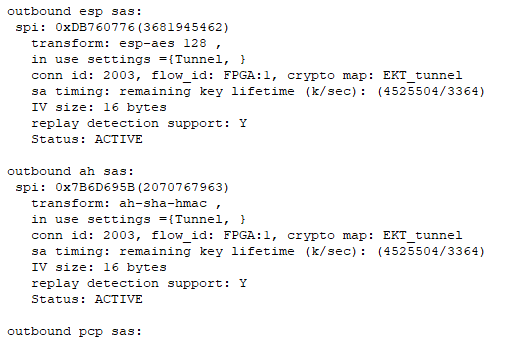 outbound esp sas:
spi: 0xDB760776(3681945462)
transform: esp-aes 128 ,
in use settings ={Tunnel, }
conn id: 2003, flow_id: FPGA:1, crypto map: EKT_tunnel
sa timing: remaining key lifetime (k/sec): (4525504/3364)
IV size: 16 bytes
replay detection support: Y
Status: ACTIVE
outbound ah sas:
spi: 0x7B6D695B(2070767963)
transform: ah-sha-hmac ,
in use settings ={Tunnel, }
conn id: 2003, flow_id: FPGA:1, crypto map: EKT_tunnel
sa timing: remaining key lifetime (k/sec): (4525504/3364)
IV size: 16 bytes
replay detection support: Y
Status: ACTIVE
outbound pcp sas: